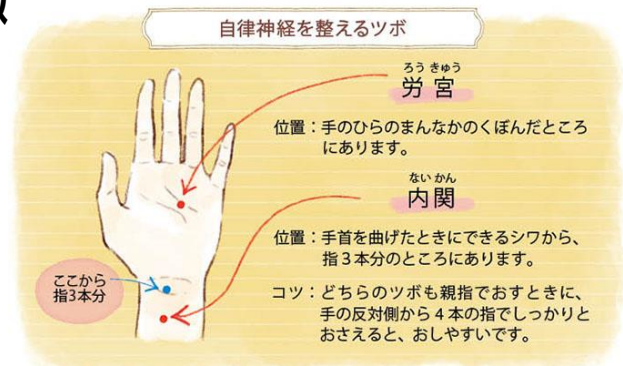 自律神経を整えるツボ
ろうきゅう
労宮
位置：手のひらのまんなかのくぼんだところ
にあります。
ないかん
内関
位置：手首を曲げたときにできるシワから、
指3本分のところにあります。
コツ：どちらのツボも親指でおすときに、
手の反対側から4本の指でしっかりと
おさえると、おしやすいです。
ここから
指3本分